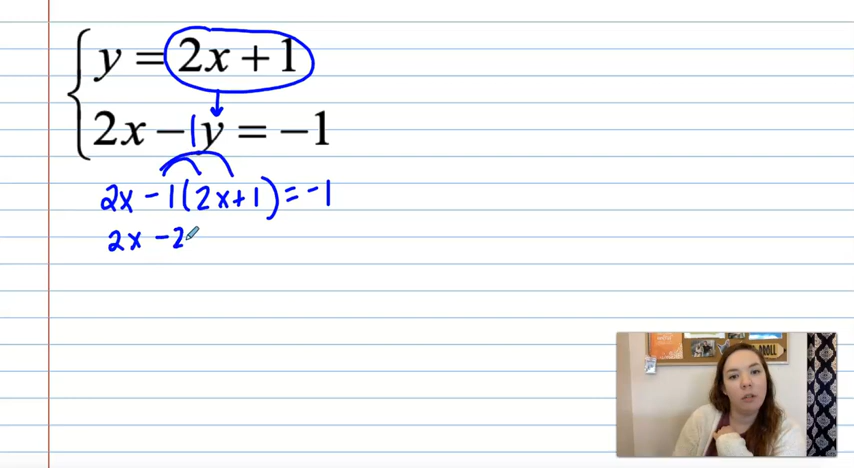 y = 2x + 1
2x - 1y = -1
2x - 1(2x+1) = -1
2x - 2